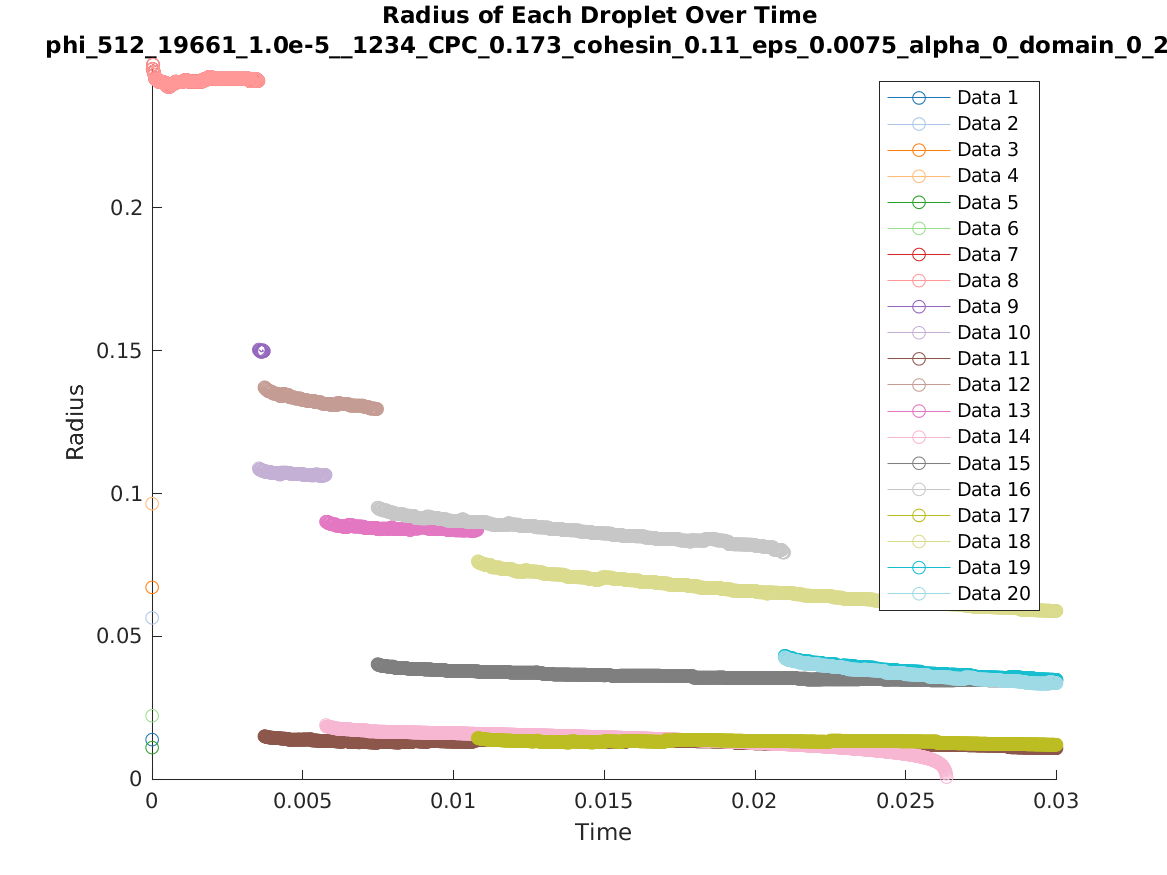 Radius of Each Droplet Over Time
phi_512_19661_1.0e-5__1234_CPC_0.173_cohesin_0.11_eps_0.0075_alpha_0_domain_0_2
Data 1
Data 2
Data 3
Data 4
Data 5
Data 6
Data 7
Data 8
Data 9
Data 10
Data 11
Data 12
Data 13
Data 14
Data 15
Data 16
Data 17
Data 18
Data 19
Data 20
0.2
0.15
0.1
0.05
0
Radius
0
0.005
0.01
0.015
0.02
0.025
0.03
Time